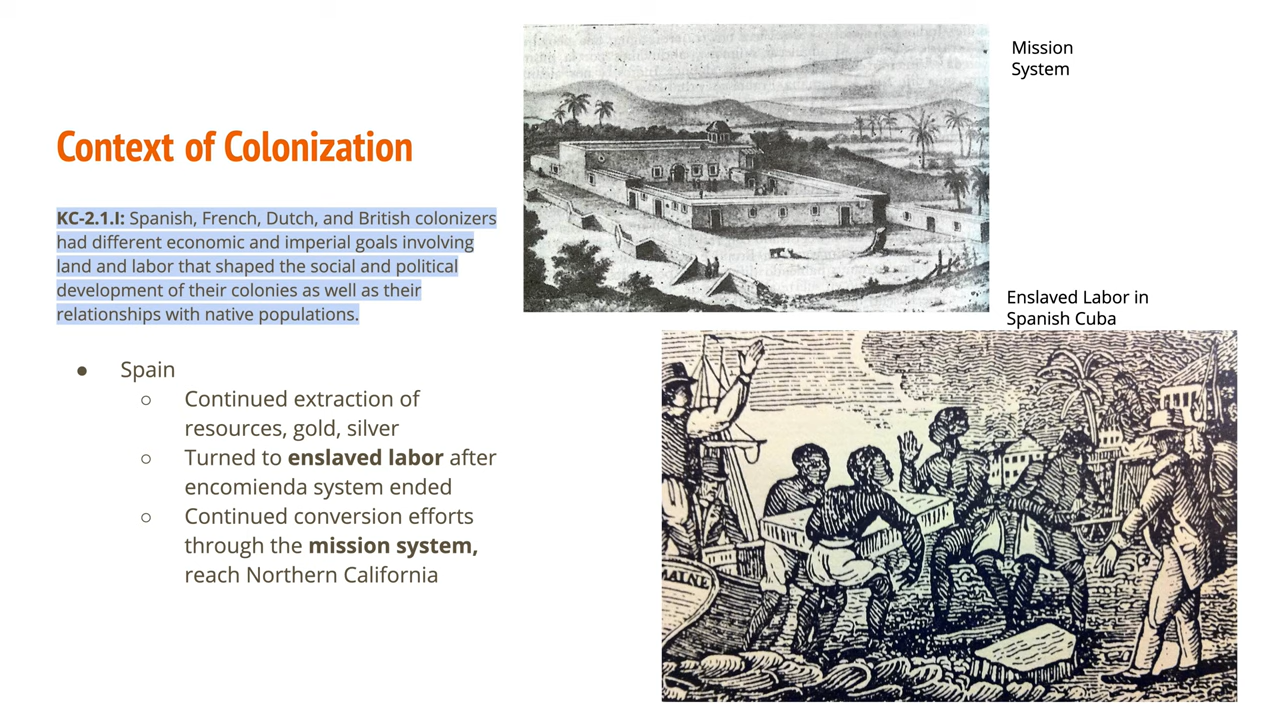 Context of Colonization
KC-2.1.I: Spanish, French, Dutch, and British colonizers
had different economic and imperial goals involving
land and labor that shaped the social and political
development of their colonies as well as their
relationships with native populations.
● Spain
○ Continued extraction of
resources, gold, silver
○ Turned to enslaved labor after
encomienda system ended
○ Continued conversion efforts
through the mission system,
reach Northern California
Mission
System
Enslaved Labor in
Spanish Cuba
MAINE